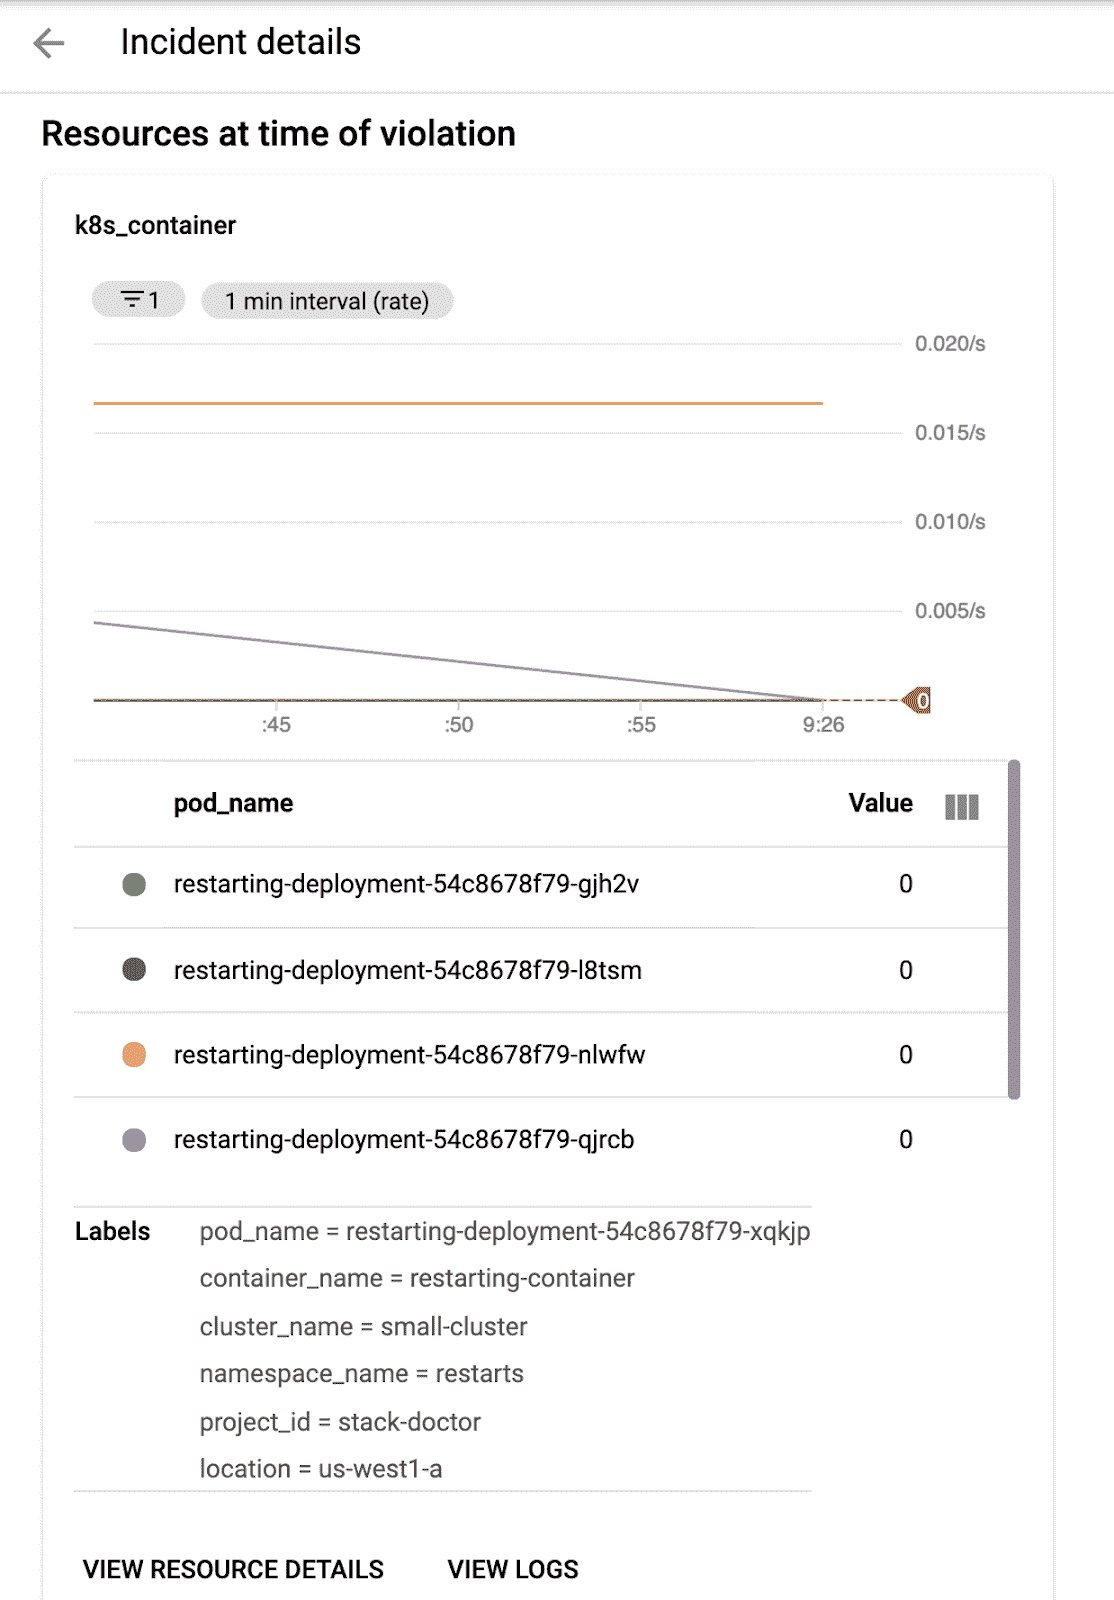 Incident details
Resources at time of violation
k8s_container
1
1 min interval (rate)
0.020/s
0.015/s
0.010/s
0.005/s
0
:45 :50 :55 9:26
pod_name Value
restarting-deployment-54c8678f79-gjh2v 0
restarting-deployment-54c8678f79-l8tsm 0
restarting-deployment-54c8678f79-nlwfw 0
restarting-deployment-54c8678f79-qjrcb 0
Labels pod_name = restarting-deployment-54c8678f79-xqkjp
container_name = restarting-container
cluster_name = small-cluster
namespace_name = restarts
project_id = stack-doctor
location = us-west1-a
VIEW RESOURCE DETAILS VIEW LOGS